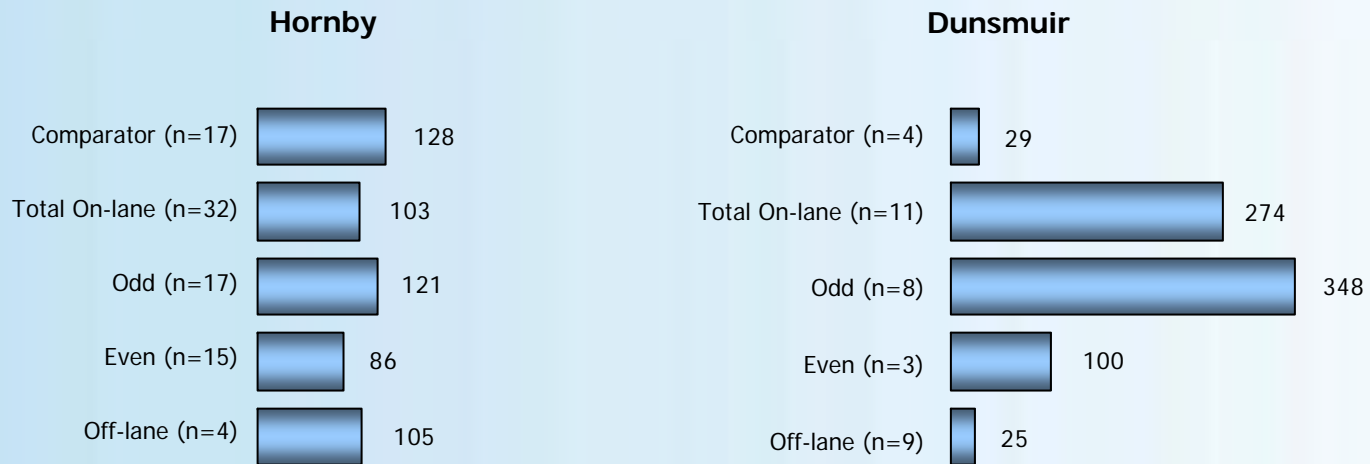 Hornby
Comparator (n=17) 128
Total On-lane (n=32) 103
Odd (n=17) 121
Even (n=15) 86
Off-lane (n=4) 105
Dunsmuir
Comparator (n=4) 29
Total On-lane (n=11) 274
Odd (n=8) 348
Even (n=3) 100
Off-lane (n=9) 25